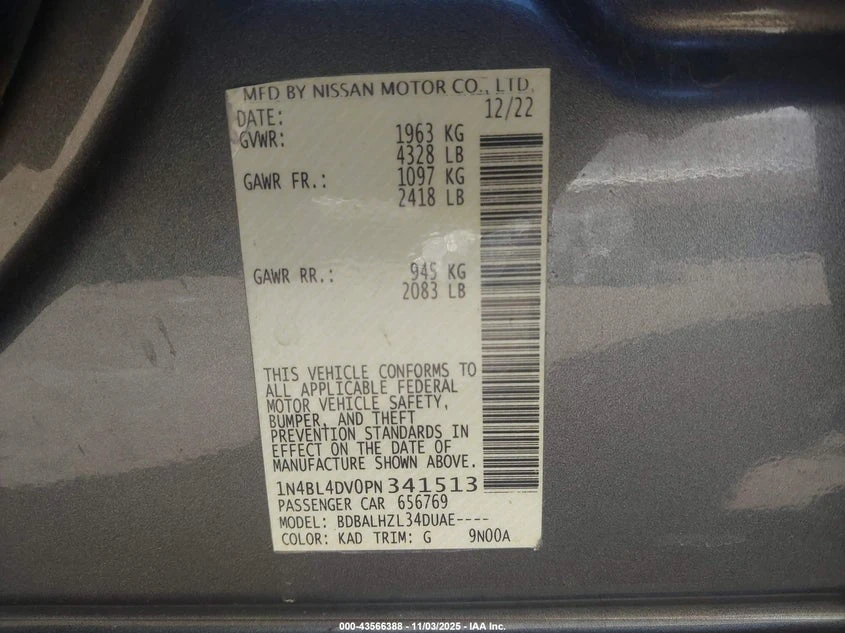 MFD BY NISSAN MOTOR CO., LTD.
DATE: 12/22
GVWR: 1963 KG
4328 LB
GAWR FR.: 1097 KG
2418 LB
GAWR RR.: 945 KG
2083 LB
THIS VEHICLE CONFORMS TO
ALL APPLICABLE FEDERAL
MOTOR VEHICLE SAFETY,
BUMPER, AND THEFT
PREVENTION STANDARDS IN
EFFECT ON THE DATE OF
MANUFACTURE SHOWN ABOVE.
1N4BL4DV0PN341513
PASSENGER CAR 656769
MODEL: BDBALHZL34DUAE----
COLOR: KAD TRIM: G 9N00A
000-43566388 - 11/03/2025 - IAA Inc.